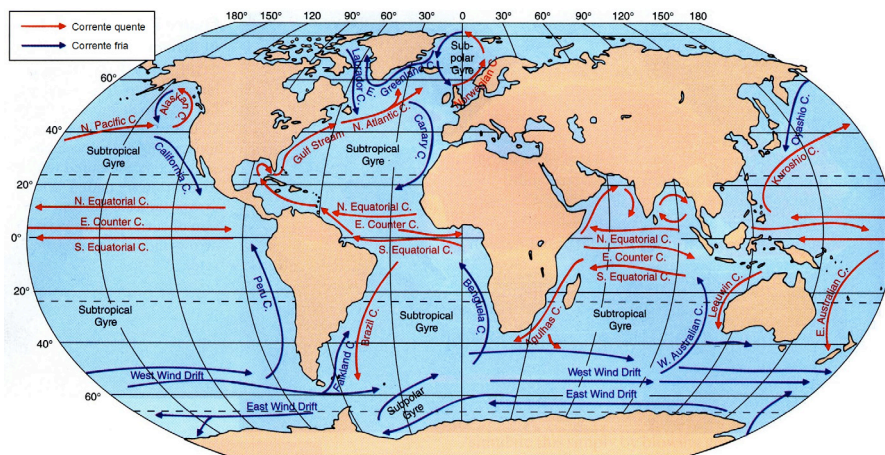 Corrente quente
Corrente fria
180° 150° 120° 90° 60° 30° 0° 30° 60° 90° 120° 150° 180°
60°
40°
20°
0°
20°
40°
60°
Alaskan C.
N. Pacific C.
California C.
Subtropical
Gyre
N. Equatorial C.
E. Counter C.
S. Equatorial C.
Subtropical
Gyre
Peru C.
West Wind Drift
East Wind Drift
Labrador C.
E. Greenland
Sub-
polar
Gyre
Norwegian C.
Gulf Stream
N. Atlantic C.
Canary C.
Subtropical
Gyre
N. Equatorial C.
E. Counter C.
S. Equatorial C.
Brazil C.
Subtropical
Gyre
Benguela C.
Falkland C.
Subpolar
Gyre
Agulhas C.
N. Equatorial C.
E. Counter C.
S. Equatorial C.
Subtropical
Gyre
Leeuwin C.
W. Australian C.
West Wind Drift
East Wind Drift
Oyashio C.
Kuroshio C.
E. Australian C.